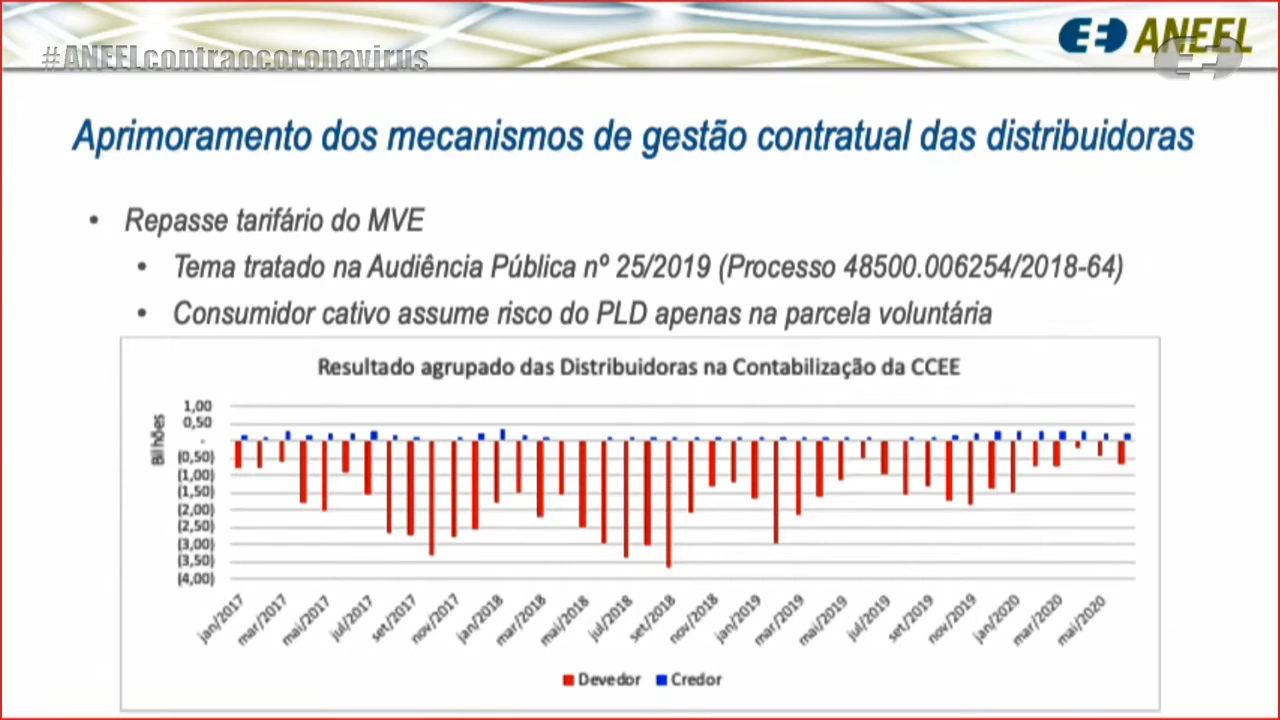 #ANEELcontraocoronavirus
ANEEL
Aprimoramento dos mecanismos de gestão contratual das distribuidoras
• Repasse tarifário do MVE
• Tema tratado na Audiência Pública nº 25/2019 (Processo 48500.006254/2018-64)
• Consumidor cativo assume risco do PLD apenas na parcela voluntária
Resultado agrupado das Distribuidoras na Contabilização da CCEE
Bilhões
1,00
0,50
-
(0,50)
(1,00)
(1,50)
(2,00)
(2,50)
(3,00)
(3,50)
(4,00)
jan/2017
mar/2017
mai/2017
jul/2017
set/2017
nov/2017
jan/2018
mar/2018
mai/2018
jul/2018
set/2018
nov/2018
jan/2019
mar/2019
mai/2019
jul/2019
set/2019
nov/2019
jan/2020
mar/2020
mai/2020
Devedor Credor